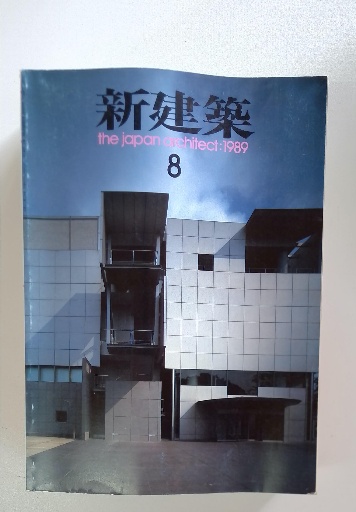 新建築
the japan architect:1989
8